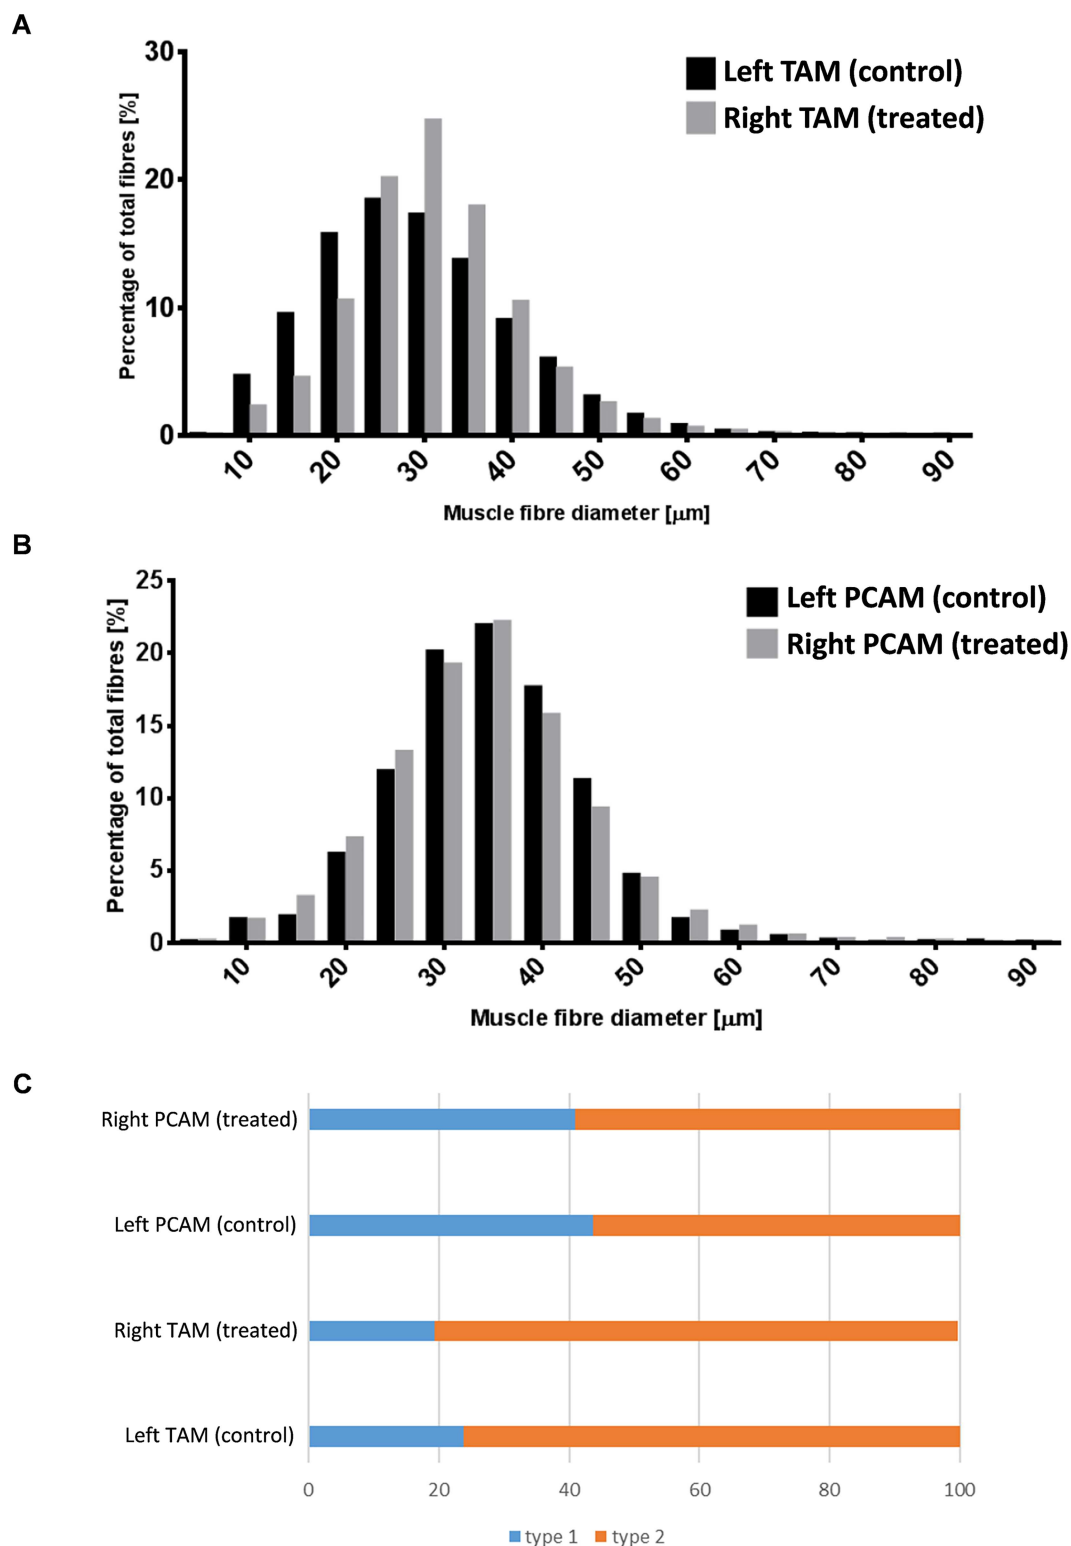 A
30
20
10
0
Percentage of total fibres [%]
Left TAM (control)
Right TAM (treated)
10 20 30 40 50 60 70 80 90
Muscle fibre diameter [μm]
B
25
20
15
10
5
0
Percentage of total fibres [%]
Left PCAM (control)
Right PCAM (treated)
10 20 30 40 50 60 70 80 90
Muscle fibre diameter [μm]
C
Right PCAM (treated)
Left PCAM (control)
Right TAM (treated)
Left TAM (control)
0 20 40 60 80 100
type 1 type 2